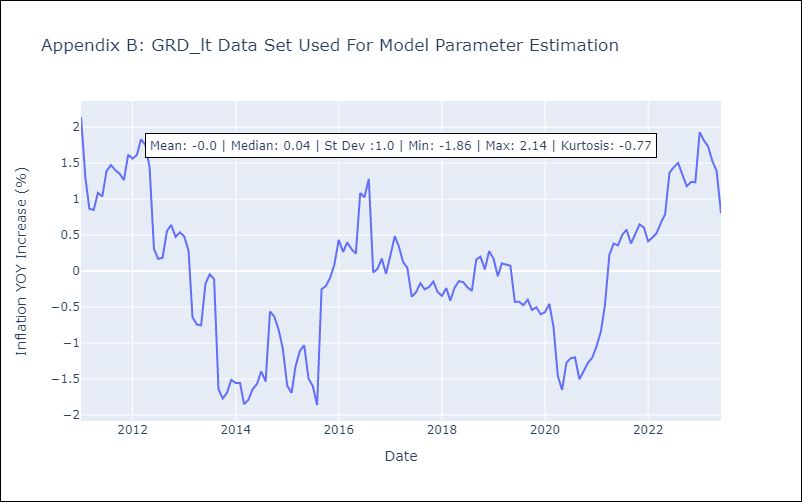 Appendix B: GRD_lt Data Set Used For Model Parameter Estimation
Mean: -0.0 | Median: 0.04 | St Dev :1.0 | Min: -1.86 | Max: 2.14 | Kurtosis: -0.77
Inflation YOY Increase (%)
2
1.5
1
0.5
0
−0.5
−1
−1.5
−2
2012 2014 2016 2018 2020 2022
Date